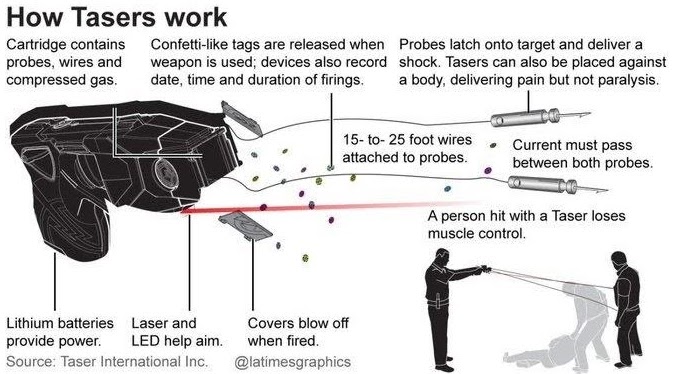 How Tasers work
Cartridge contains
probes, wires and
compressed gas.
Confetti-like tags are released when
weapon is used; devices also record
date, time and duration of firings.
Probes latch onto target and deliver a
shock. Tasers can also be placed against
a body, delivering pain but not paralysis.
15- to- 25 foot wires
attached to probes.
Current must pass
between both probes.
A person hit with a Taser loses
muscle control.
Lithium batteries
provide power.
Laser and
LED help aim.
Covers blow off
when fired.
Source: Taser International Inc.
@latimesgraphics